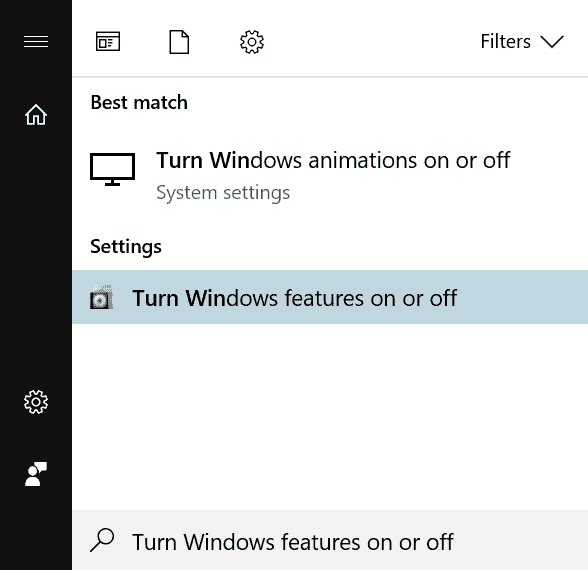 Filters
Best match
Turn Windows animations on or off
System settings
Settings
Turn Windows features on or off
Turn Windows features on or off